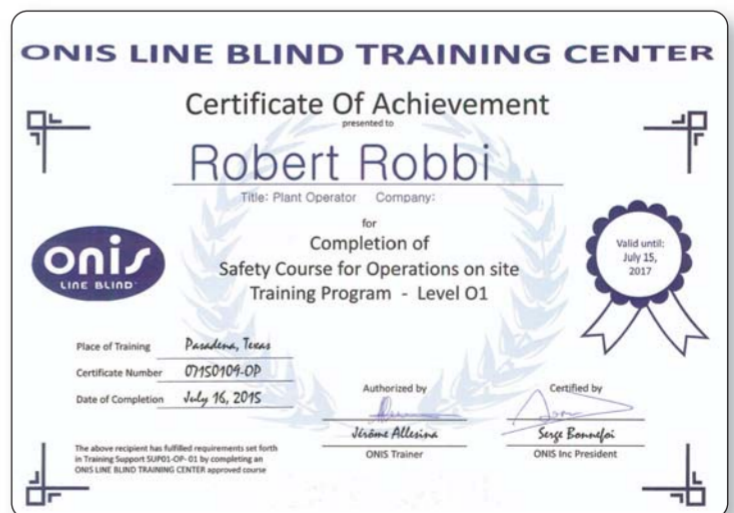 ONIS LINE BLIND TRAINING CENTER
Certificate Of Achievement
presented to
Robert Robbi
Title: Plant Operator Company:
for
Completion of
Safety Course for Operations on site
Training Program - Level O1
onis
LINE BLIND
Valid until:
July 15,
2017
Place of Training Pasadena, Texas
Certificate Number 07150109-OP
Date of Completion July 16, 2015
Authorized by
Jérôme Allesina
ONIS Trainer
Certified by
Serge Bonnefoi
ONIS Inc President
The above recipient has fulfilled requirements set forth
in Training Support SUP01-OP- 01 by completing an
ONIS LINE BLIND TRAINING CENTER approved course